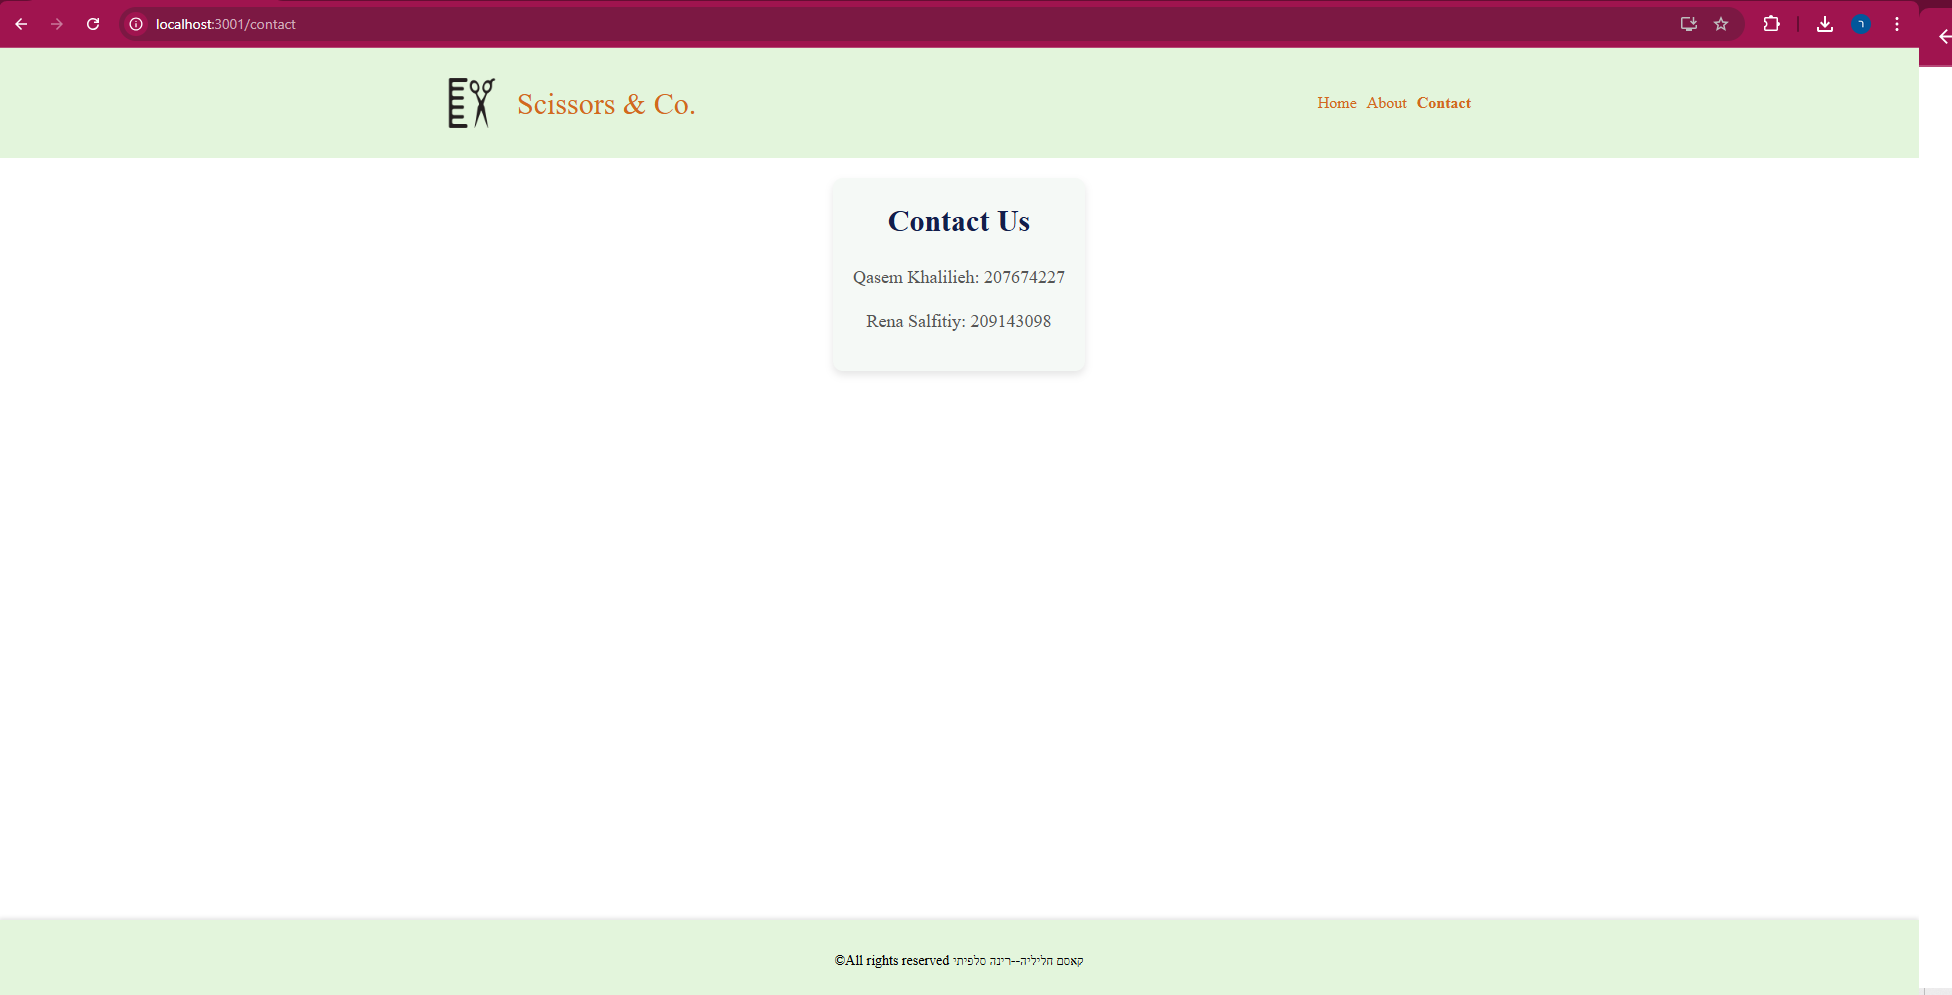 localhost:3001/contact
Scissors & Co.
Home About Contact
Contact Us
Qasem Khalilieh: 207674227
Rena Salfitiy: 209143098
©All rights reserved קאסם חליליה--רינה סלפיתי